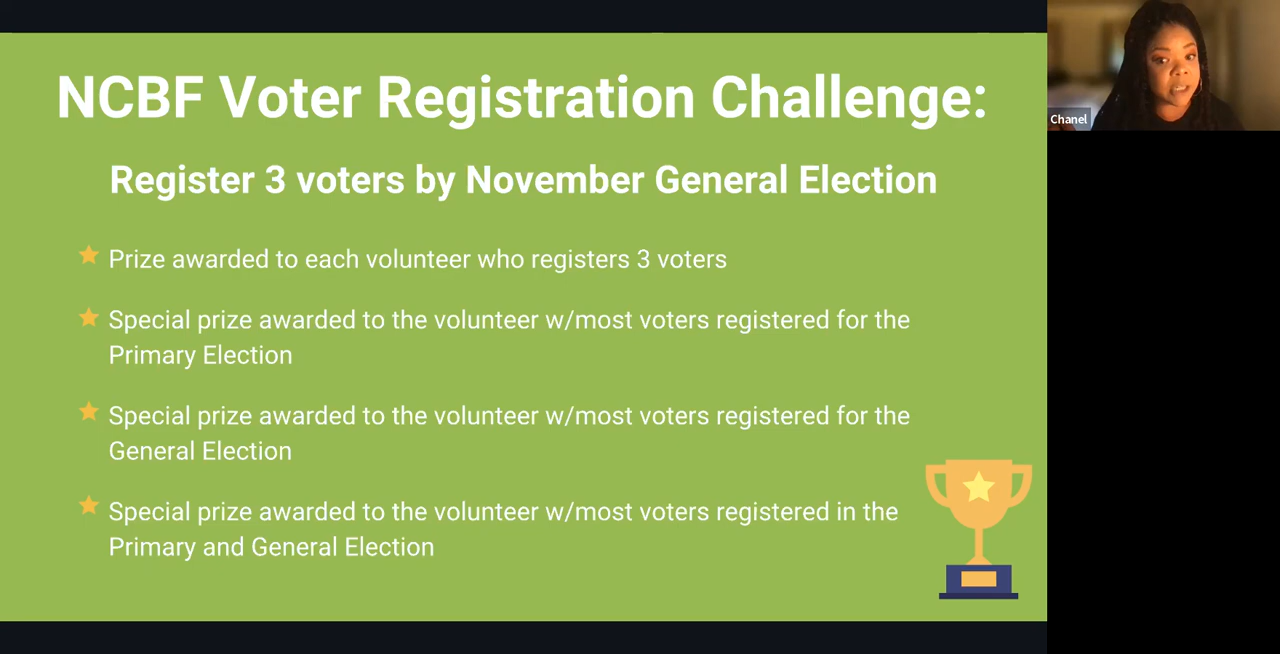 NCBF Voter Registration Challenge:
Register 3 voters by November General Election
Prize awarded to each volunteer who registers 3 voters
Special prize awarded to the volunteer w/most voters registered for the
Primary Election
Special prize awarded to the volunteer w/most voters registered for the
General Election
Special prize awarded to the volunteer w/most voters registered in the
Primary and General Election
Chanel